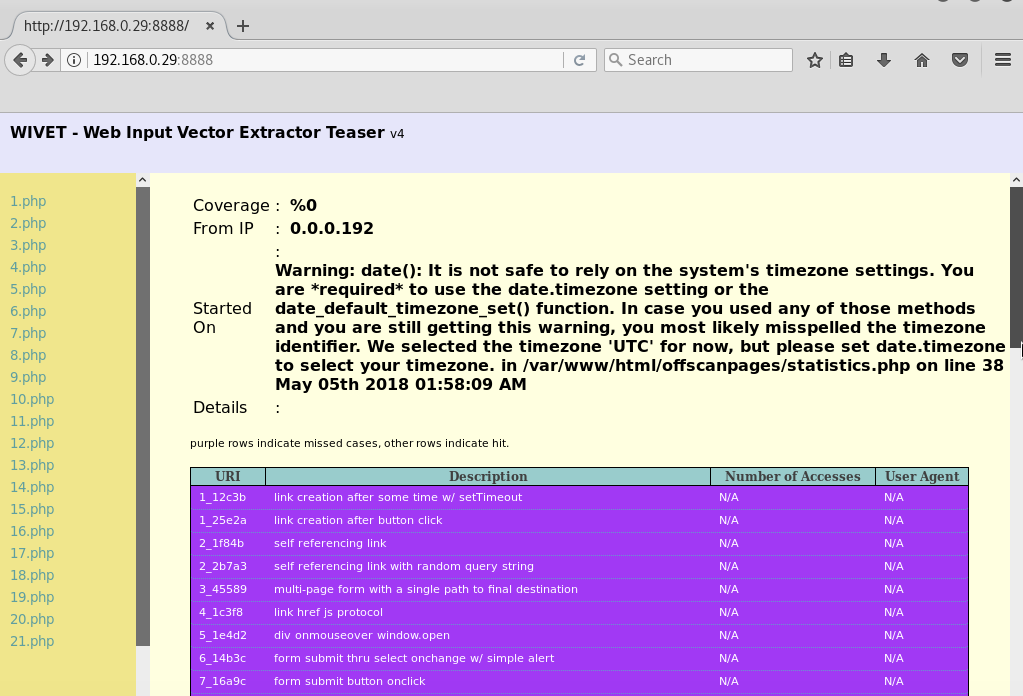 http://192.168.0.29:8888/
192.168.0.29:8888
Search
WIVET - Web Input Vector Extractor Teaser v4
1.php
2.php
3.php
4.php
5.php
6.php
7.php
8.php
9.php
10.php
11.php
12.php
13.php
14.php
15.php
16.php
17.php
18.php
19.php
20.php
21.php
Coverage : %0
From IP : 0.0.0.192
Started On :
Warning: date(): It is not safe to rely on the system's timezone settings. You
are *required* to use the date.timezone setting or the
date_default_timezone_set() function. In case you used any of those methods
and you are still getting this warning, you most likely misspelled the timezone
identifier. We selected the timezone 'UTC' for now, but please set date.timezone
to select your timezone. in /var/www/html/offscanpages/statistics.php on line 38
May 05th 2018 01:58:09 AM
Details :
purple rows indicate missed cases, other rows indicate hit.
URI Description Number of Accesses User Agent
1_12c3b link creation after some time w/ setTimeout N/A N/A
1_25e2a link creation after button click N/A N/A
2_1f84b self referencing link N/A N/A
2_2b7a3 self referencing link with random query string N/A N/A
3_45589 multi-page form with a single path to final destination N/A N/A
4_1c3f8 link href js protocol N/A N/A
5_1e4d2 div onmouseover window.open N/A N/A
6_14b3c form submit thru select onchange w/ simple alert N/A N/A
7_16a9c form submit button onclick N/A N/A